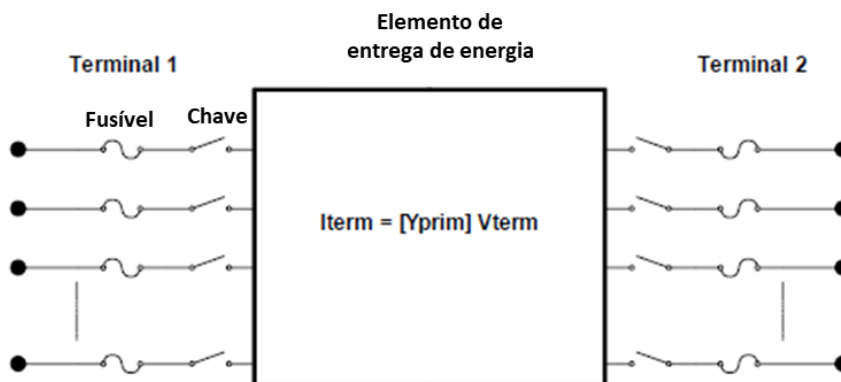 Elemento de
entrega de energia
Terminal 1
Terminal 2
Fusível
Chave
Iterm = [Yprim] Vterm